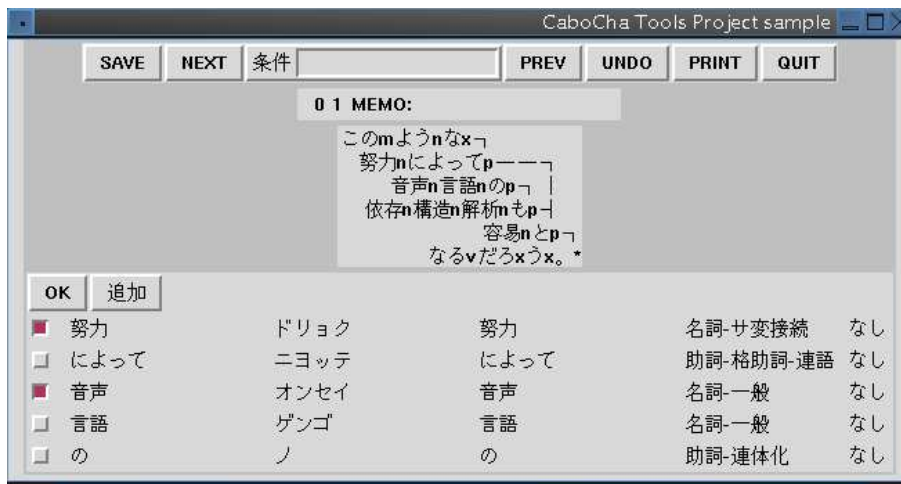 CaboCha Tools Project sample
SAVE NEXT 条件 PREV UNDO PRINT QUIT
0 1 MEMO:
このmようnなx┐
努力nによってp──┐
音声n言語nのp┐ │
依存n構造n解析nもp┤
容易nとp┐
なるvだろxうx。*
OK 追加
努力 ドリョク 努力 名詞-サ変接続 なし
によって ニヨッテ によって 助詞-格助詞-連語 なし
音声 オンセイ 音声 名詞-一般 なし
言語 ゲンゴ 言語 名詞-一般 なし
の ノ の 助詞-連体化 なし